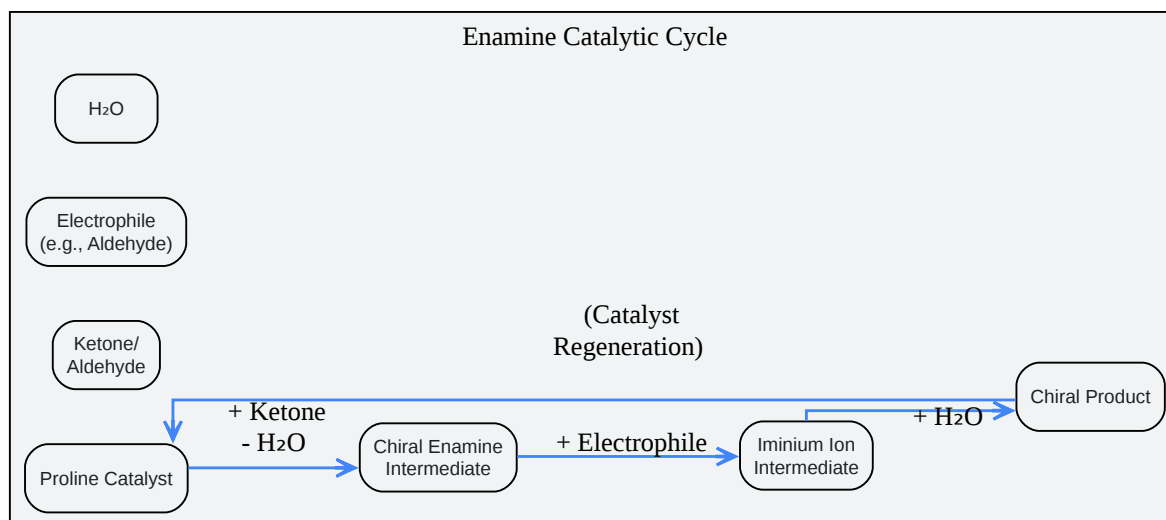 Enamine Catalytic Cycle
H₂O
Electrophile
(e.g., Aldehyde)
(Catalyst
Regeneration)
Ketone/
Aldehyde
Chiral Product
+ Ketone
- H₂O
+ H₂O
Chiral Enamine
Intermediate
+ Electrophile
Iminium Ion
Intermediate
Proline Catalyst